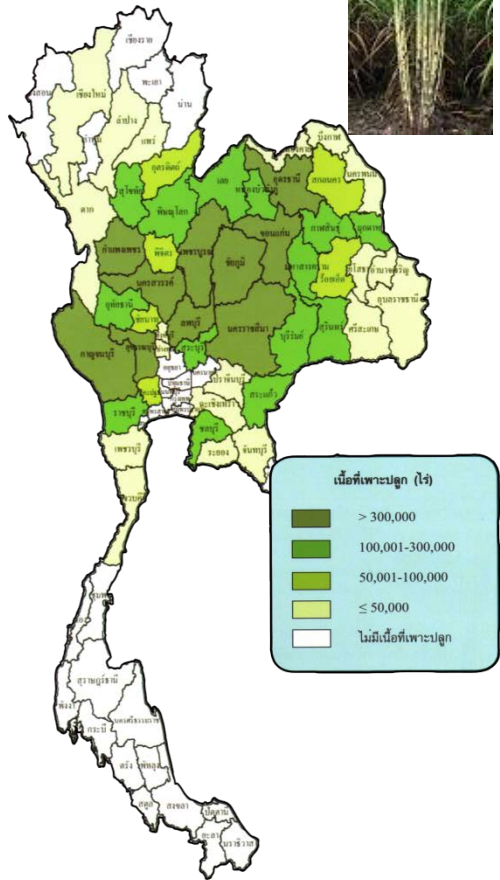 เชียงราย
พะเยา
น่าน
เชียงใหม่
ลำปาง
แพร่
อุตรดิตถ์
สุโขทัย
ตาก
พิษณุโลก
เลย
อุดรธานี
บึงกาฬ
สกลนคร
นครพนม
กำแพงเพชร
พิจิตร
เพชรบูรณ์
ขอนแก่น
กาฬสินธุ์
มุกดาหาร
ชัยภูมิ
มหาสารคาม
ร้อยเอ็ด
ยโสธร
อำนาจเจริญ
นครสวรรค์
อุทัยธานี
ชัยนาท
ลพบุรี
นครราชสีมา
บุรีรัมย์
สุรินทร์
ศรีสะเกษ
อุบลราชธานี
กาญจนบุรี
สระบุรี
อยุธยา
ปราจีนบุรี
สระแก้ว
ฉะเชิงเทรา
ราชบุรี
ชลบุรี
ระยอง
จันทบุรี
เพชรบุรี
สุราษฎร์ธานี
พังงา
กระบี่
นครศรีธรรมราช
ตรัง
พัทลุง
สตูล
สงขลา
ปัตตานี
ยะลา
นราธิวาส
เนื้อที่เพาะปลูก (ไร่)
> 300,000
100,001-300,000
50,001-100,000
≤ 50,000
ไม่มีเนื้อที่เพาะปลูก